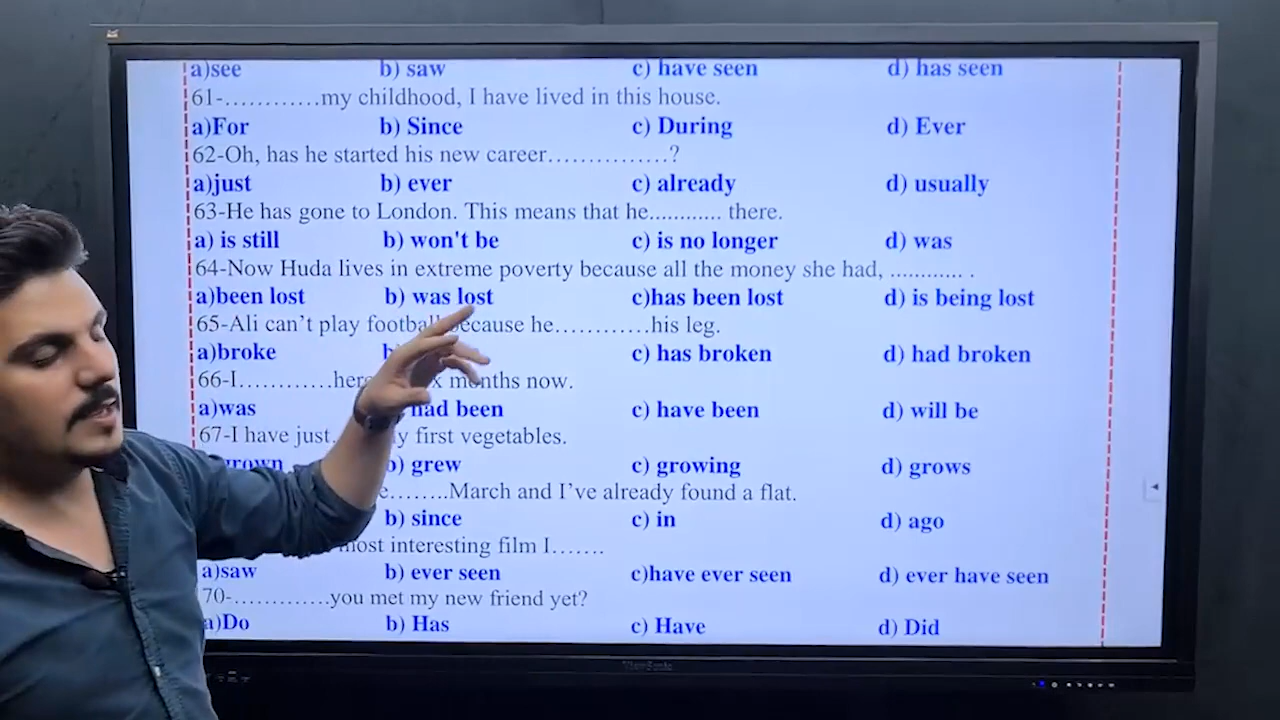 a)see b) saw c) have seen d) has seen
61-…………my childhood, I have lived in this house.
a)For b) Since c) During d) Ever
62-Oh, has he started his new career……………?
a)just b) ever c) already d) usually
63-He has gone to London. This means that he............ there.
a) is still b) won't be c) is no longer d) was
64-Now Huda lives in extreme poverty because all the money she had, ............ .
a)been lost b) was lost c)has been lost d) is being lost
65-Ali can't play football because he…………his leg.
a)broke c) has broken d) had broken
66-I…………here months now.
a)was had been c) have been d) will be
67-I have just first vegetables.
b) grew c) growing d) grows
……..March and I've already found a flat.
b) since c) in d) ago
most interesting film I…….
a)saw b) ever seen c)have ever seen d) ever have seen
70-………….you met my new friend yet?
a)Do b) Has c) Have d) Did
ViewSonic